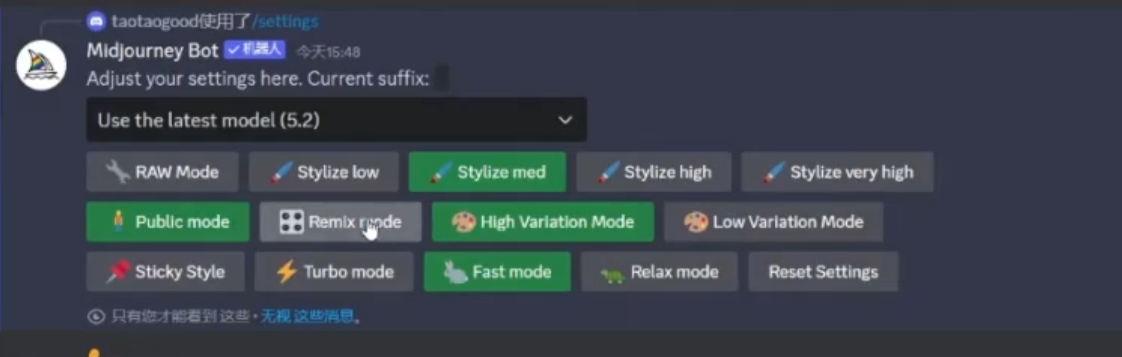 taotaogood使用了/settings
Midjourney Bot 机器人 今天15:48
Adjust your settings here. Current suffix:
Use the latest model (5.2)
RAW Mode Stylize low Stylize med Stylize high Stylize very high
Public mode Remix mode High Variation Mode Low Variation Mode
Sticky Style Turbo mode Fast mode Relax mode Reset Settings
只有您才能看到 这些 · 无视 这些消息。